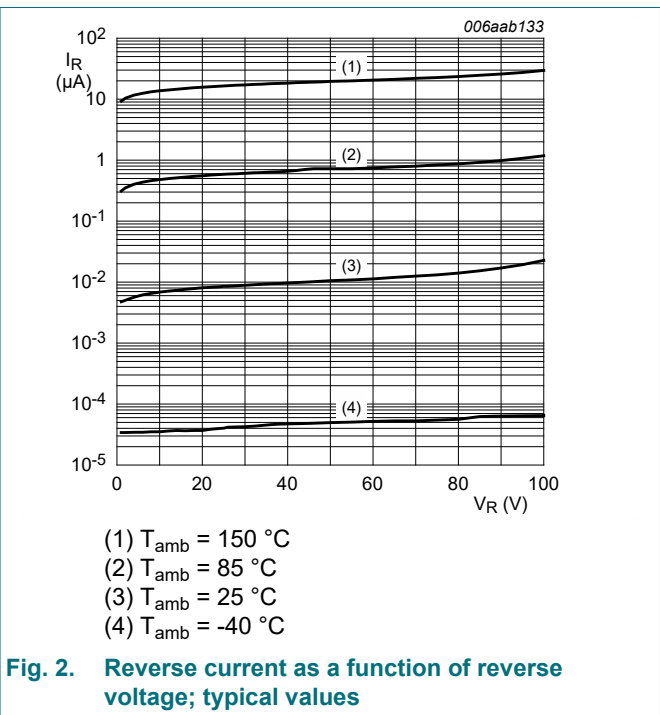 006aab133
10²
I_R
(µA)
10
1
10⁻¹
10⁻²
10⁻³
10⁻⁴
10⁻⁵
(1)
(2)
(3)
(4)
0 20 40 60 80 100
V_R (V)
(1) T_amb = 150 °C
(2) T_amb = 85 °C
(3) T_amb = 25 °C
(4) T_amb = -40 °C
Fig. 2. Reverse current as a function of reverse
voltage; typical values